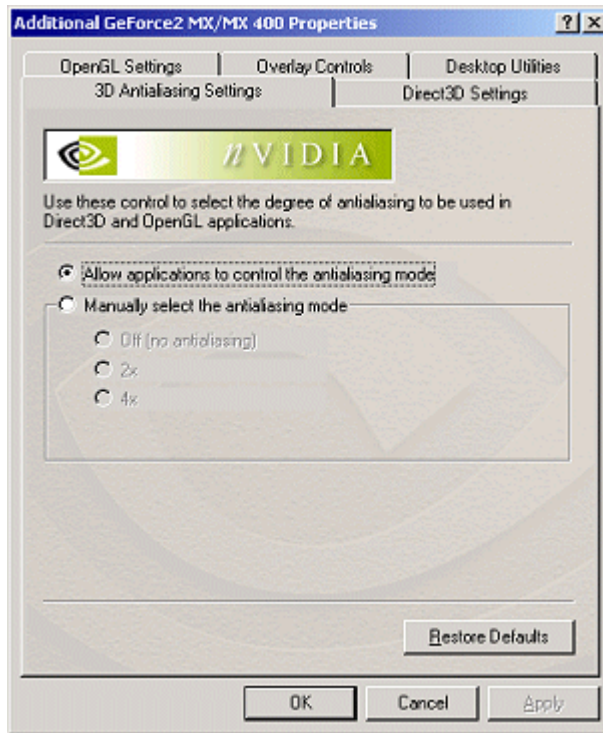 Additional GeForce2 MX/MX 400 Properties
OpenGL Settings
Overlay Controls
Desktop Utilities
3D Antialiasing Settings
Direct3D Settings
nVIDIA
Use these control to select the degree of antialiasing to be used in
Direct3D and OpenGL applications.
Allow applications to control the antialiasing mode
Manually select the antialiasing mode
Off (no antialiasing)
2x
4x
Restore Defaults
OK
Cancel
Apply